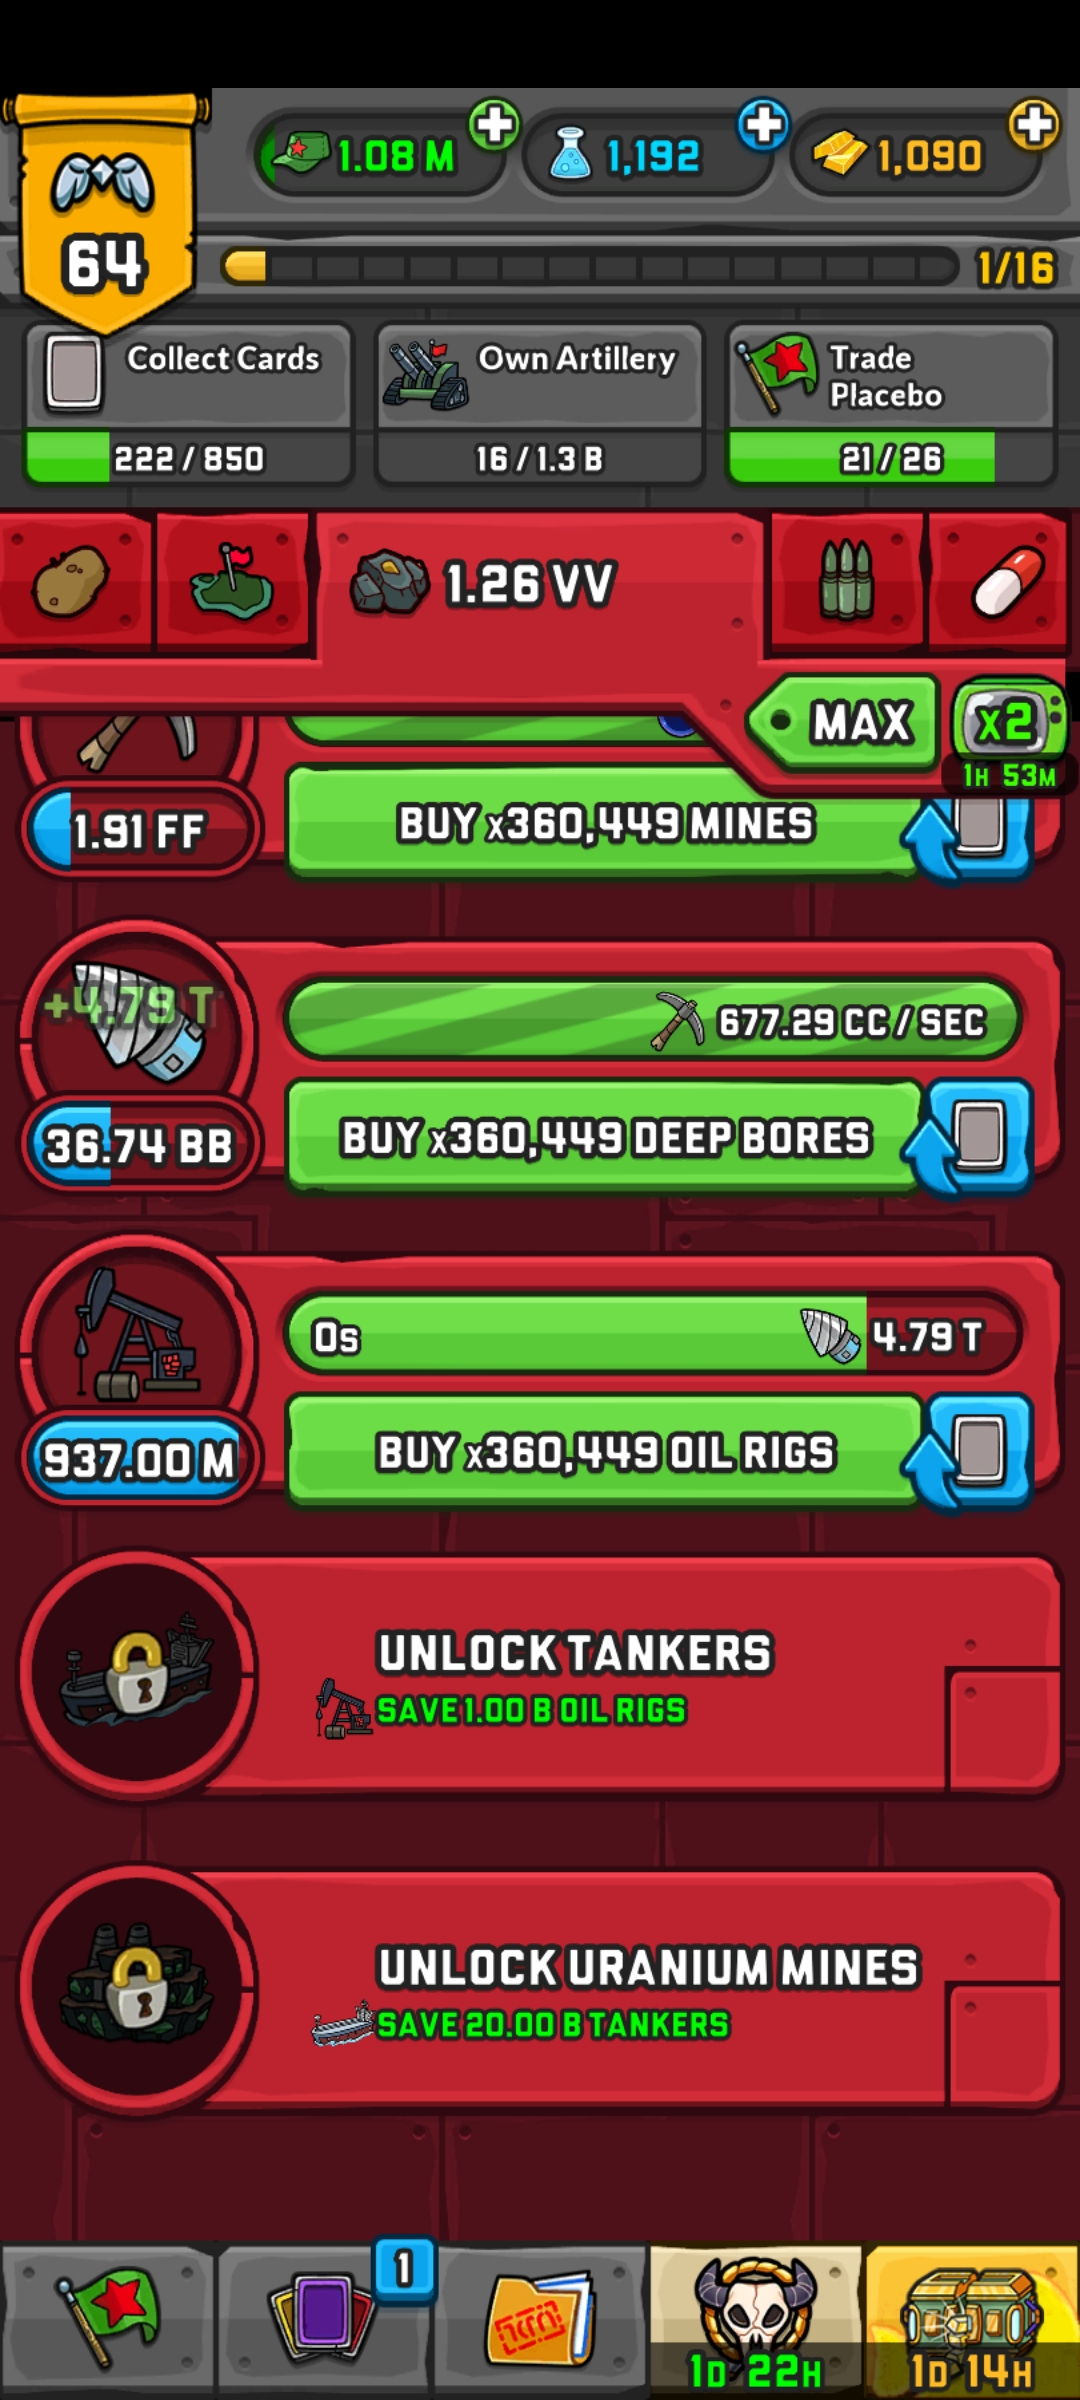 1.08 M
1,192
1,090
64
1/16
Collect Cards
222 / 850
Own Artillery
16 / 1.3 B
Trade
Placebo
21 / 26
1.26 VV
MAX
x2
1H 53M
1.91 FF
BUY x360,449 MINES
+4.79 T
677.29 CC / SEC
36.74 BB
BUY x360,449 DEEP BORES
0s
4.79 T
937.00 M
BUY x360,449 OIL RIGS
UNLOCK TANKERS
SAVE 1.00 B OIL RIGS
UNLOCK URANIUM MINES
SAVE 20.00 B TANKERS
1
1D 22H
1D 14H